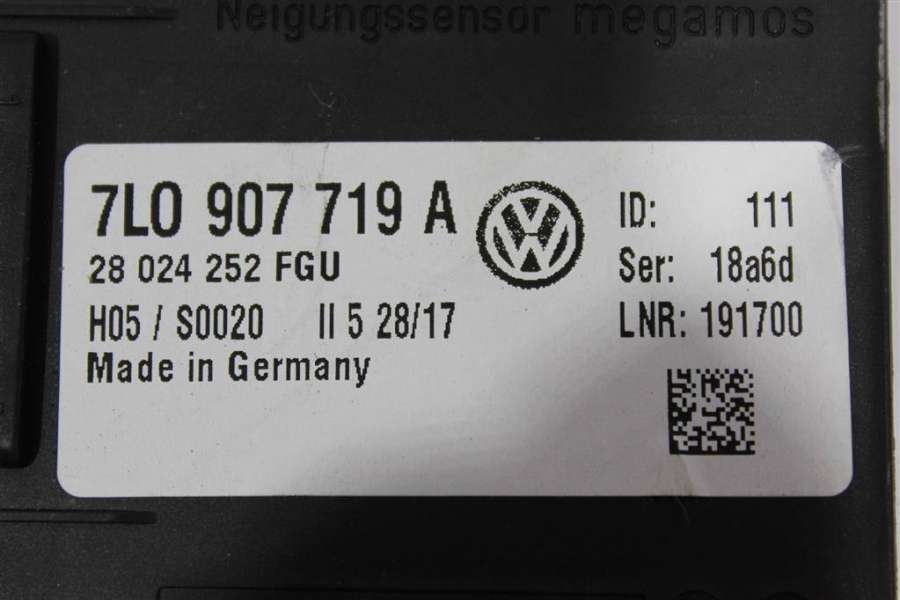 Neigungssensor megamos
7L0 907 719 A
28 024 252 FGU
H05 / S0020 II 5 28/17
Made in Germany
ID: 111
Ser: 18a6d
LNR: 191700